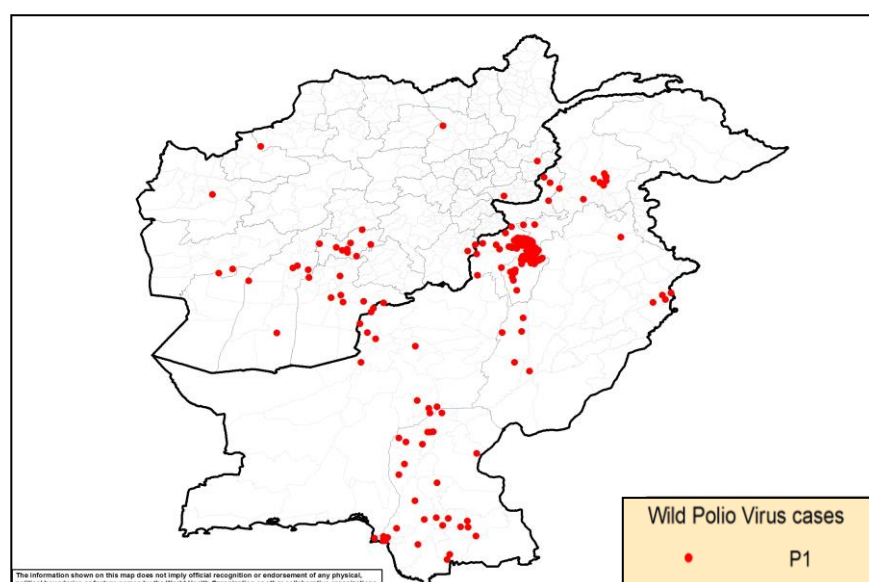 Wild Polio Virus cases
P1
The information shown on this map does not imply official recognition or endorsement of any physical,